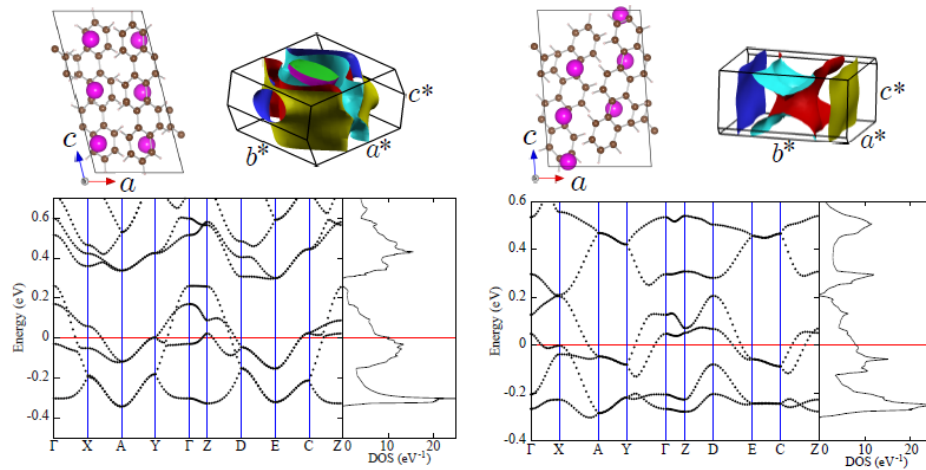 c
a
b*
a*
c*
c
a
b*
a*
c*
0.6
0.4
0.2
0
-0.2
-0.4
Energy (eV)
Γ X A Y Γ Z D E C Z 0 10 20
DOS (eV⁻¹)
0.6
0.4
0.2
0
-0.2
-0.4
Energy (eV)
Γ X A Y Γ Z D E C Z 0 10 20
DOS (eV⁻¹)